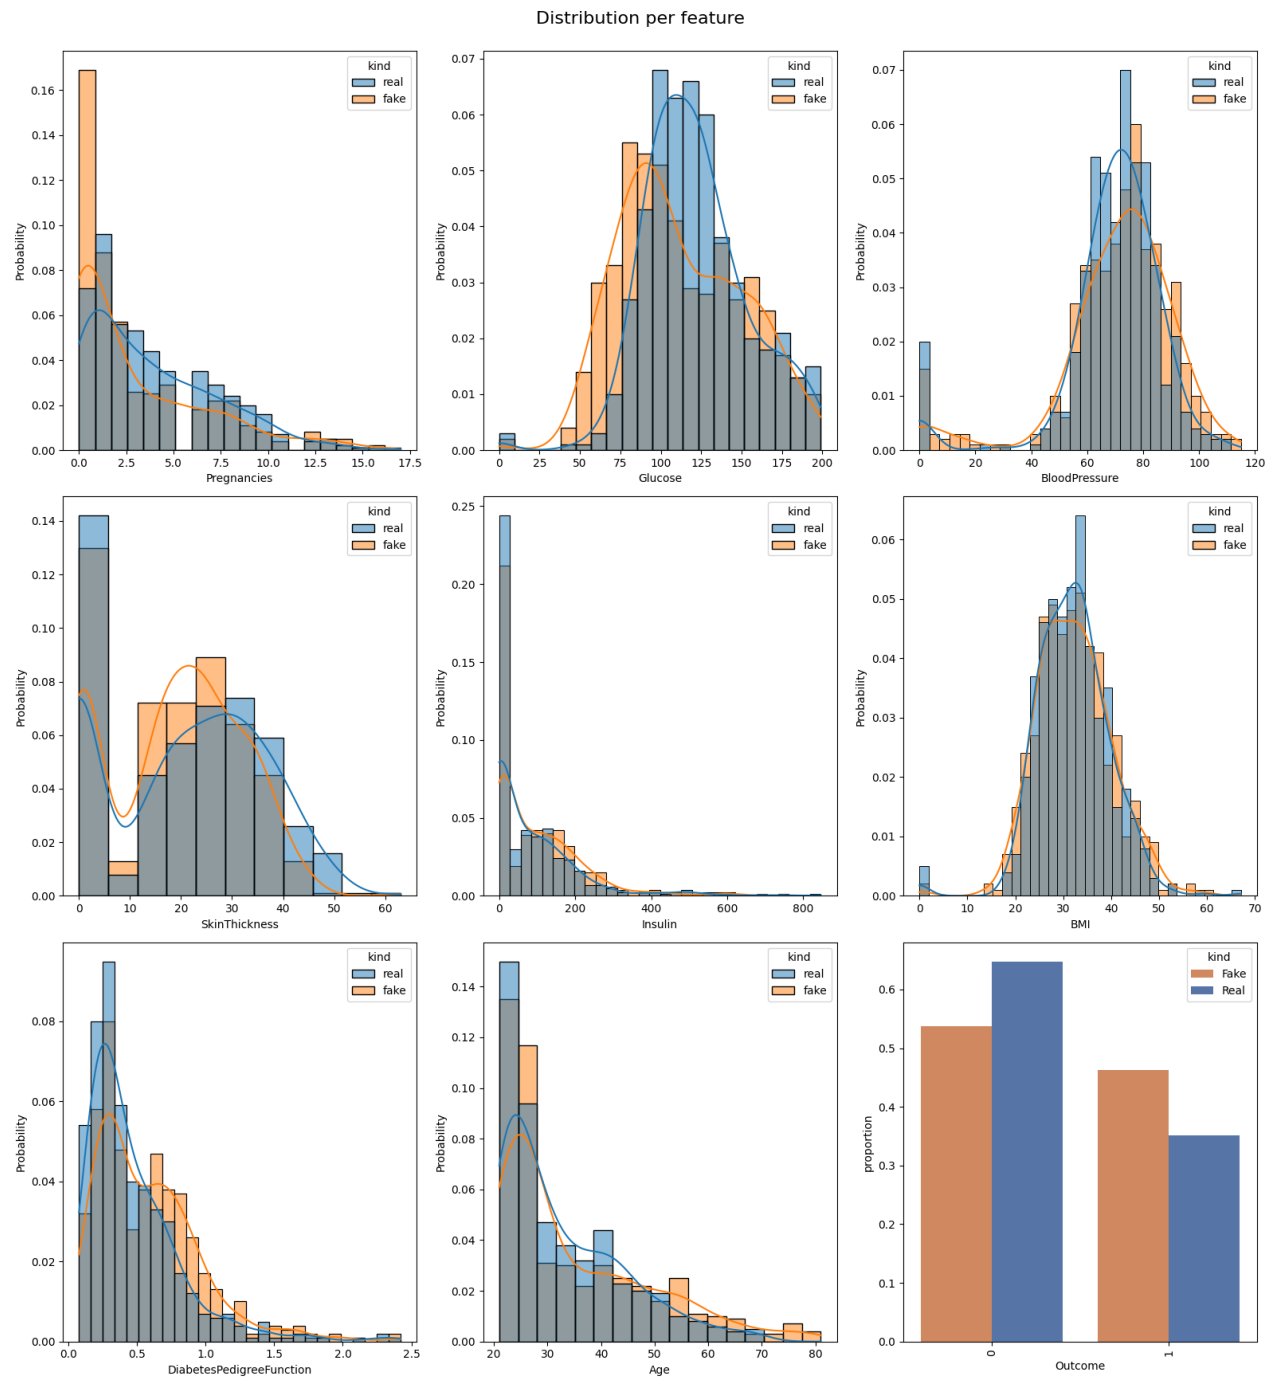 Distribution per feature
kind
real
fake
Probability
0.16
0.14
0.12
0.10
0.08
0.06
0.04
0.02
0.00
0.0
2.5
5.0
7.5
10.0
12.5
15.0
17.5
Pregnancies
kind
real
fake
Probability
0.07
0.06
0.05
0.04
0.03
0.02
0.01
0.00
0
25
50
75
100
125
150
175
200
Glucose
kind
real
fake
Probability
0.07
0.06
0.05
0.04
0.03
0.02
0.01
0.00
0
20
40
60
80
100
120
BloodPressure
kind
real
fake
Probability
0.14
0.12
0.10
0.08
0.06
0.04
0.02
0.00
0
10
20
30
40
50
60
SkinThickness
kind
real
fake
Probability
0.25
0.20
0.15
0.10
0.05
0.00
0
200
400
600
800
Insulin
kind
real
fake
Probability
0.06
0.05
0.04
0.03
0.02
0.01
0.00
0
10
20
30
40
50
60
70
BMI
kind
real
fake
Probability
0.08
0.06
0.04
0.02
0.00
0.0
0.5
1.0
1.5
2.0
2.5
DiabetesPedigreeFunction
kind
real
fake
Probability
0.14
0.12
0.10
0.08
0.06
0.04
0.02
0.00
20
30
40
50
60
70
80
Age
kind
Fake
Real
proportion
0.6
0.5
0.4
0.3
0.2
0.1
0.0
0
1
Outcome